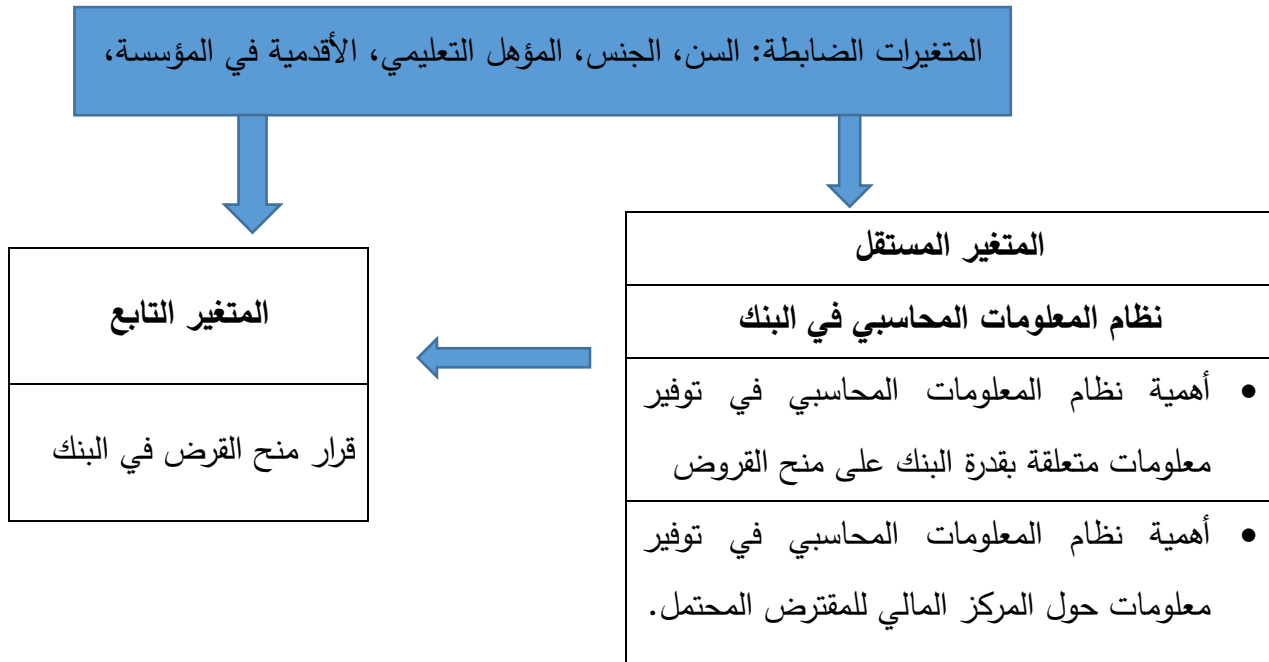 المتغيرات الضابطة: السن، الجنس، المؤهل التعليمي، الأقدمية في المؤسسة،
المتغير المستقل
نظام المعلومات المحاسبي في البنك
• أهمية نظام المعلومات المحاسبي في توفير
معلومات متعلقة بقدرة البنك على منح القروض
• أهمية نظام المعلومات المحاسبي في توفير
معلومات حول المركز المالي للمقترض المحتمل.
المتغير التابع
قرار منح القرض في البنك